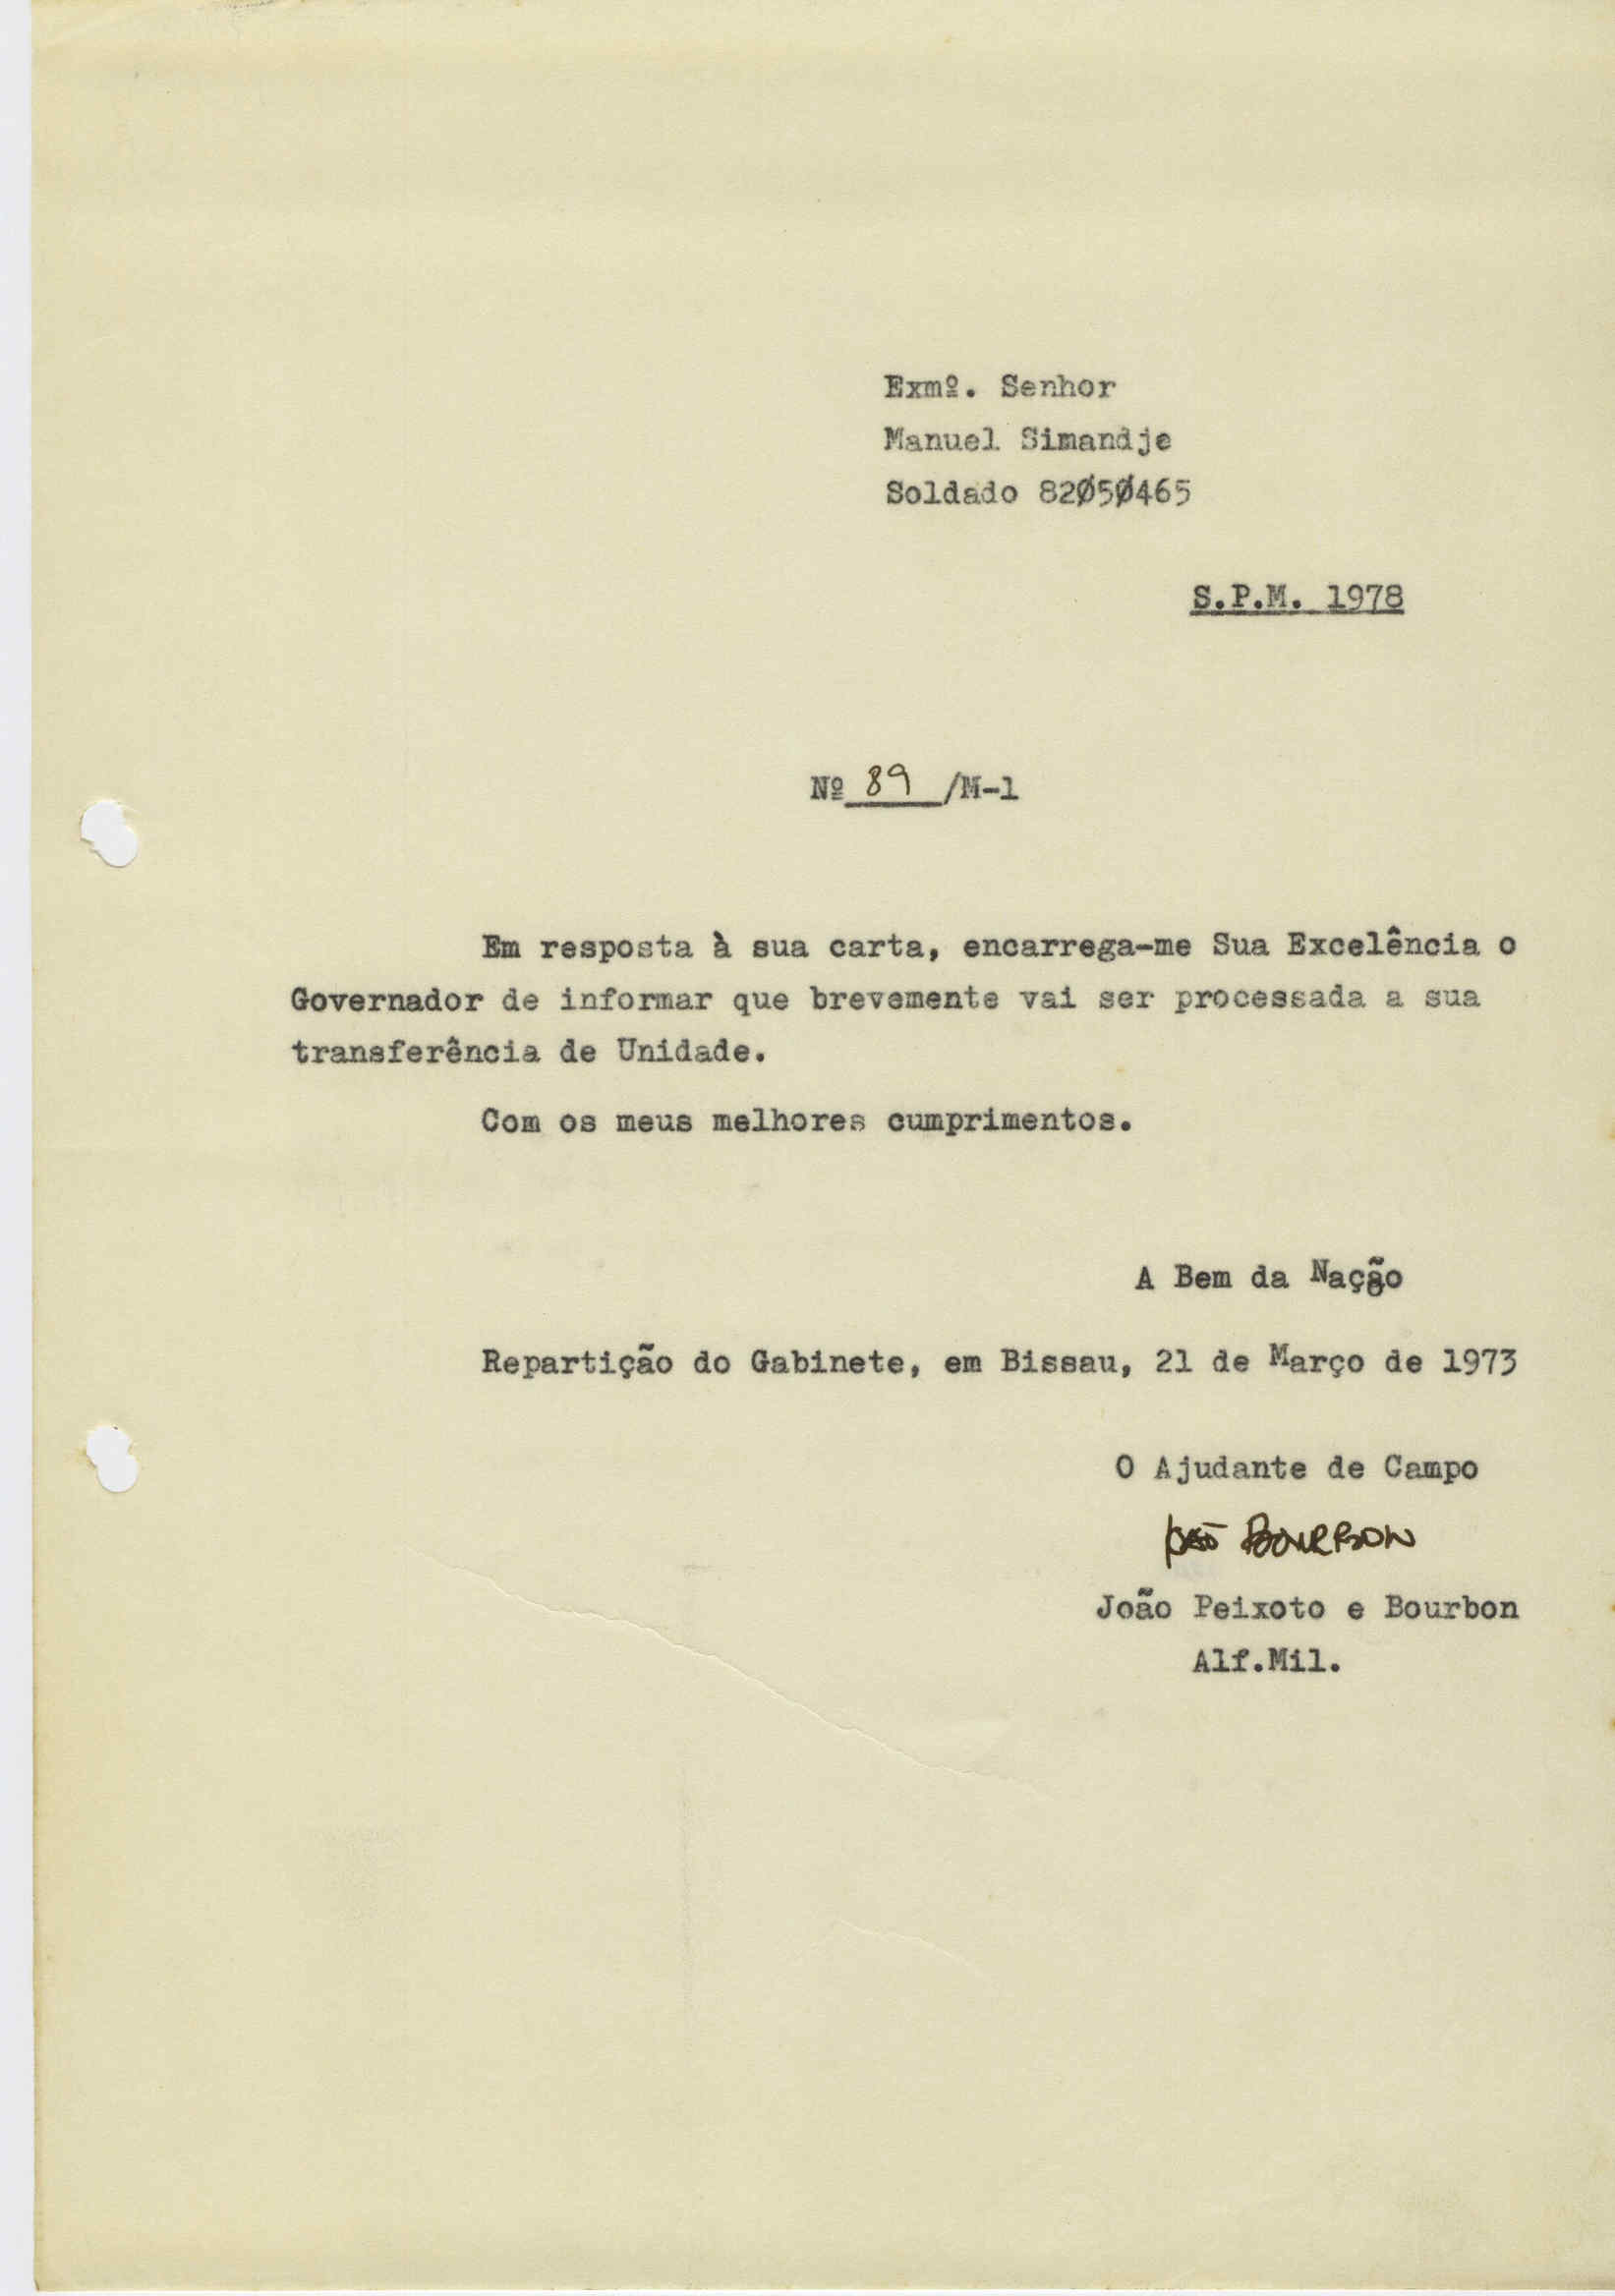 Exmº. Senhor
Manuel Simandje
Soldado 82050465
S.P.M. 1978
Nº 89 /M-1
Em resposta à sua carta, encarrega-me Sua Excelência o
Governador de informar que brevemente vai ser processada a sua
transferência de Unidade.
Com os meus melhores cumprimentos.
A Bem da Nação
Repartição do Gabinete, em Bissau, 21 de Março de 1973
O Ajudante de Campo
João Bourbon
João Peixoto e Bourbon
Alf.Mil.